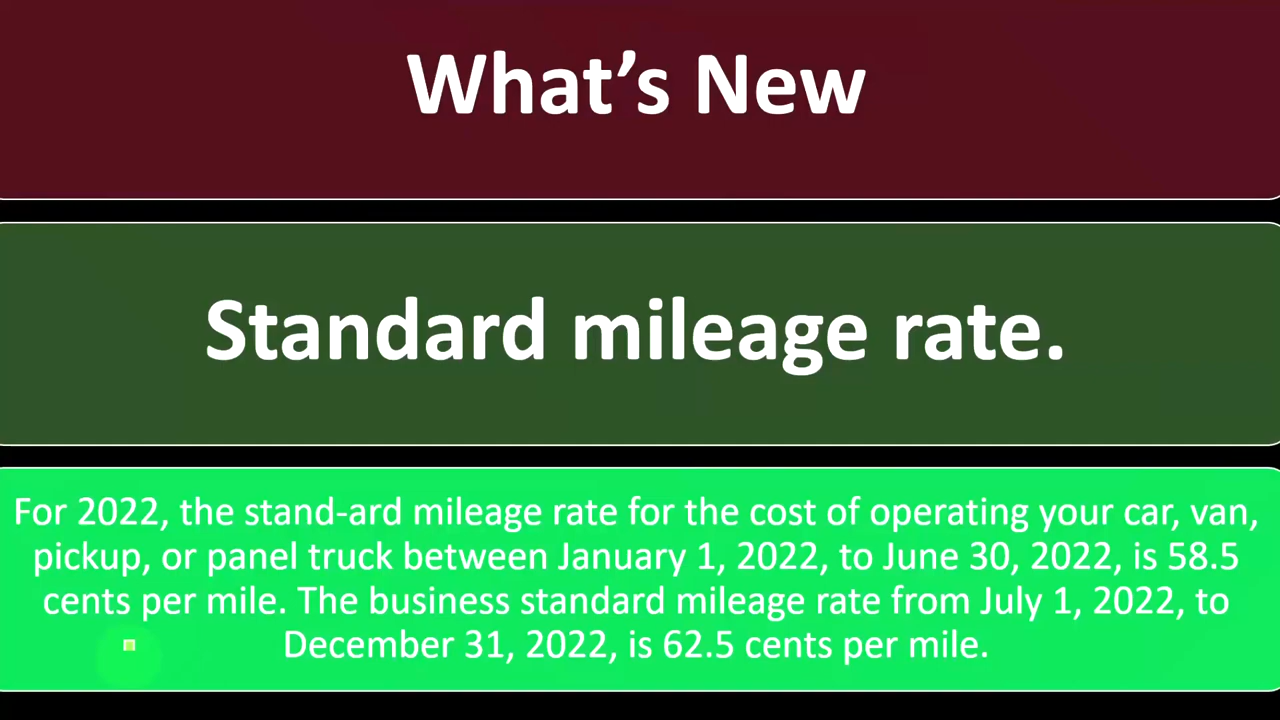 What’s New
Standard mileage rate.
For 2022, the stand-ard mileage rate for the cost of operating your car, van,
pickup, or panel truck between January 1, 2022, to June 30, 2022, is 58.5
cents per mile. The business standard mileage rate from July 1, 2022, to
December 31, 2022, is 62.5 cents per mile.